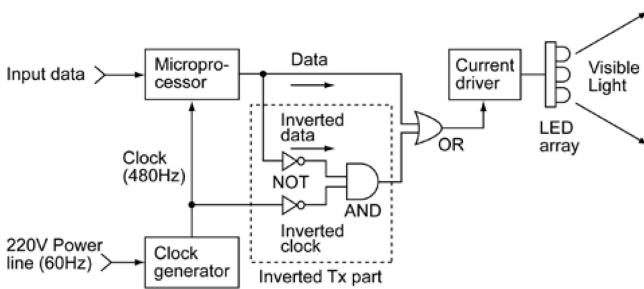 Input data
Micropro-
cessor
Data
Current
driver
Visible
Light
LED
array
OR
Inverted
data
NOT
AND
Clock
(480Hz)
Inverted
clock
220V Power
line (60Hz)
Clock
generator
Inverted Tx part